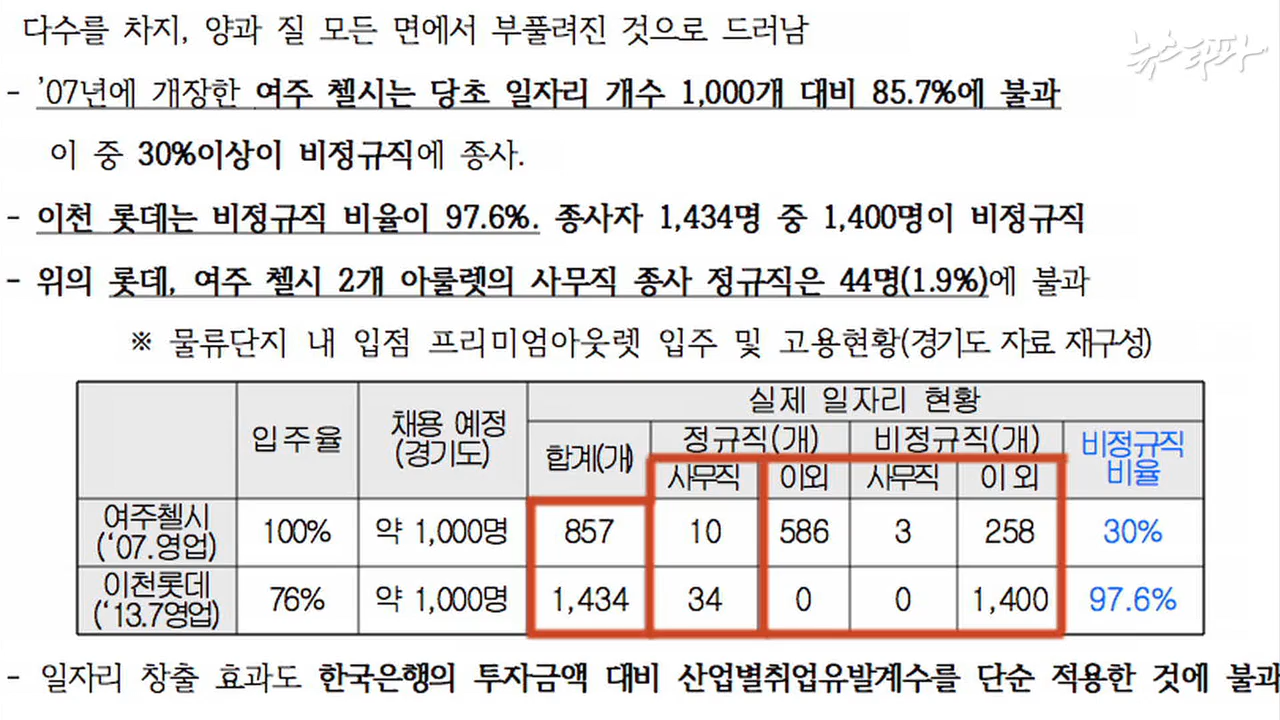 다수를 차지, 양과 질 모든 면에서 부풀려진 것으로 드러남
뉴스타파
- '07년에 개장한 여주 첼시는 당초 일자리 개수 1,000개 대비 85.7%에 불과
이 중 30%이상이 비정규직에 종사.
- 이천 롯데는 비정규직 비율이 97.6%. 종사자 1,434명 중 1,400명이 비정규직
- 위의 롯데, 여주 첼시 2개 아룰렛의 사무직 종사 정규직은 44명(1.9%)에 불과
※ 물류단지 내 입점 프리미엄아웃렛 입주 및 고용현황(경기도 자료 재구성)
입주율 채용 예정 (경기도) 실제 일자리 현황
합계(개) 정규직(개) 비정규직(개) 비정규직 비율
사무직 이외 사무직 이 외
여주첼시 (‘07.영업) 100% 약 1,000명 857 10 586 3 258 30%
이천롯데 (‘13.7영업) 76% 약 1,000명 1,434 34 0 0 1,400 97.6%
- 일자리 창출 효과도 한국은행의 투자금액 대비 산업별취업유발계수를 단순 적용한 것에 불과